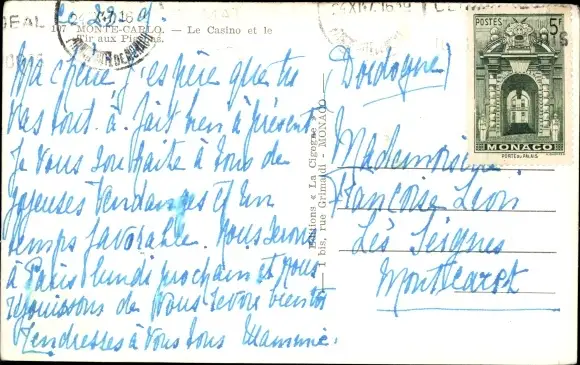 107 MONTE-CARLO. — Le Casino et le
Tir aux Pigeons.
Ma chérie j'espère que tu
vas tout à fait bien à présent
Je vous souhaite à tous de
joyeuses Vendanges et un
temps favorable. Nous serons
à Paris lundi prochain et nous
réjouissons de vous revoir bientôt
Tendresses à vous tous Mammie.
Editions « La Cigogne »
1 bis, rue Grimaldi - MONACO
POSTES
5F
MONACO
PORTE DU PALAIS
Dordogne)
Mademoiselle
Françoise Léon
Les Seignes
Montcaret